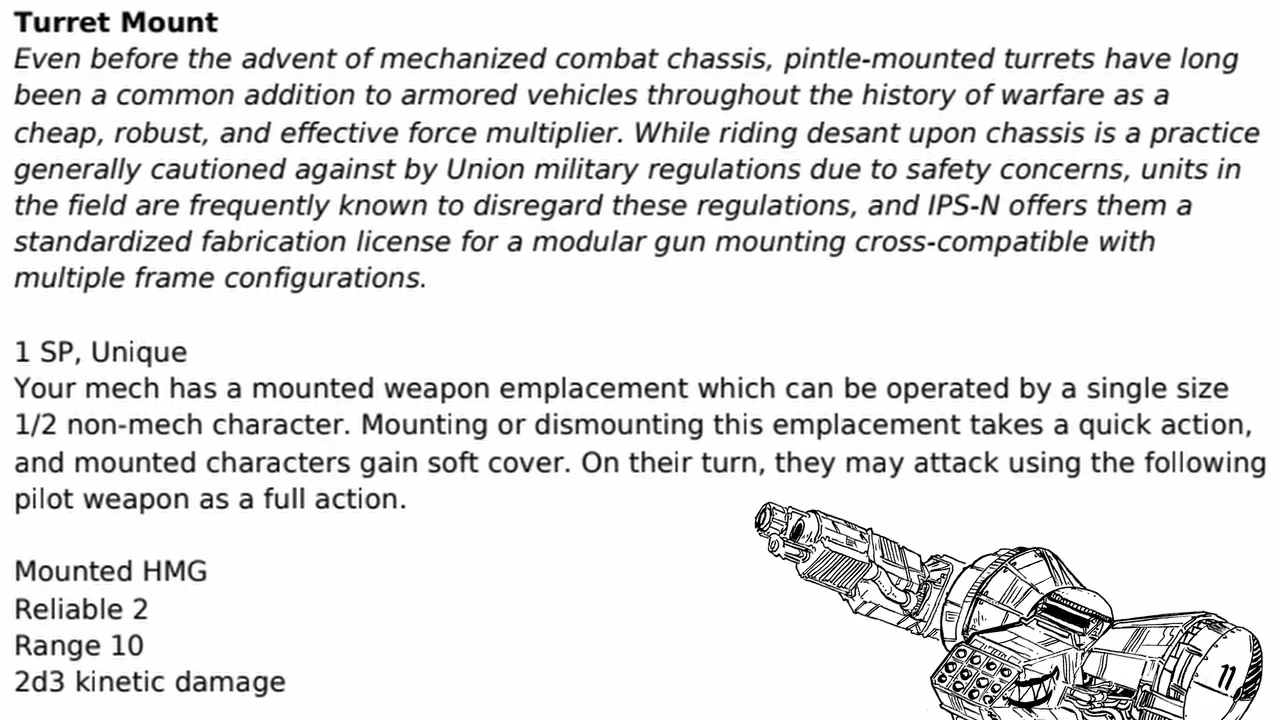 Turret Mount
Even before the advent of mechanized combat chassis, pintle-mounted turrets have long
been a common addition to armored vehicles throughout the history of warfare as a
cheap, robust, and effective force multiplier. While riding desant upon chassis is a practice
generally cautioned against by Union military regulations due to safety concerns, units in
the field are frequently known to disregard these regulations, and IPS-N offers them a
standardized fabrication license for a modular gun mounting cross-compatible with
multiple frame configurations.
1 SP, Unique
Your mech has a mounted weapon emplacement which can be operated by a single size
1/2 non-mech character. Mounting or dismounting this emplacement takes a quick action,
and mounted characters gain soft cover. On their turn, they may attack using the following
pilot weapon as a full action.
Mounted HMG
Reliable 2
Range 10
2d3 kinetic damage
11